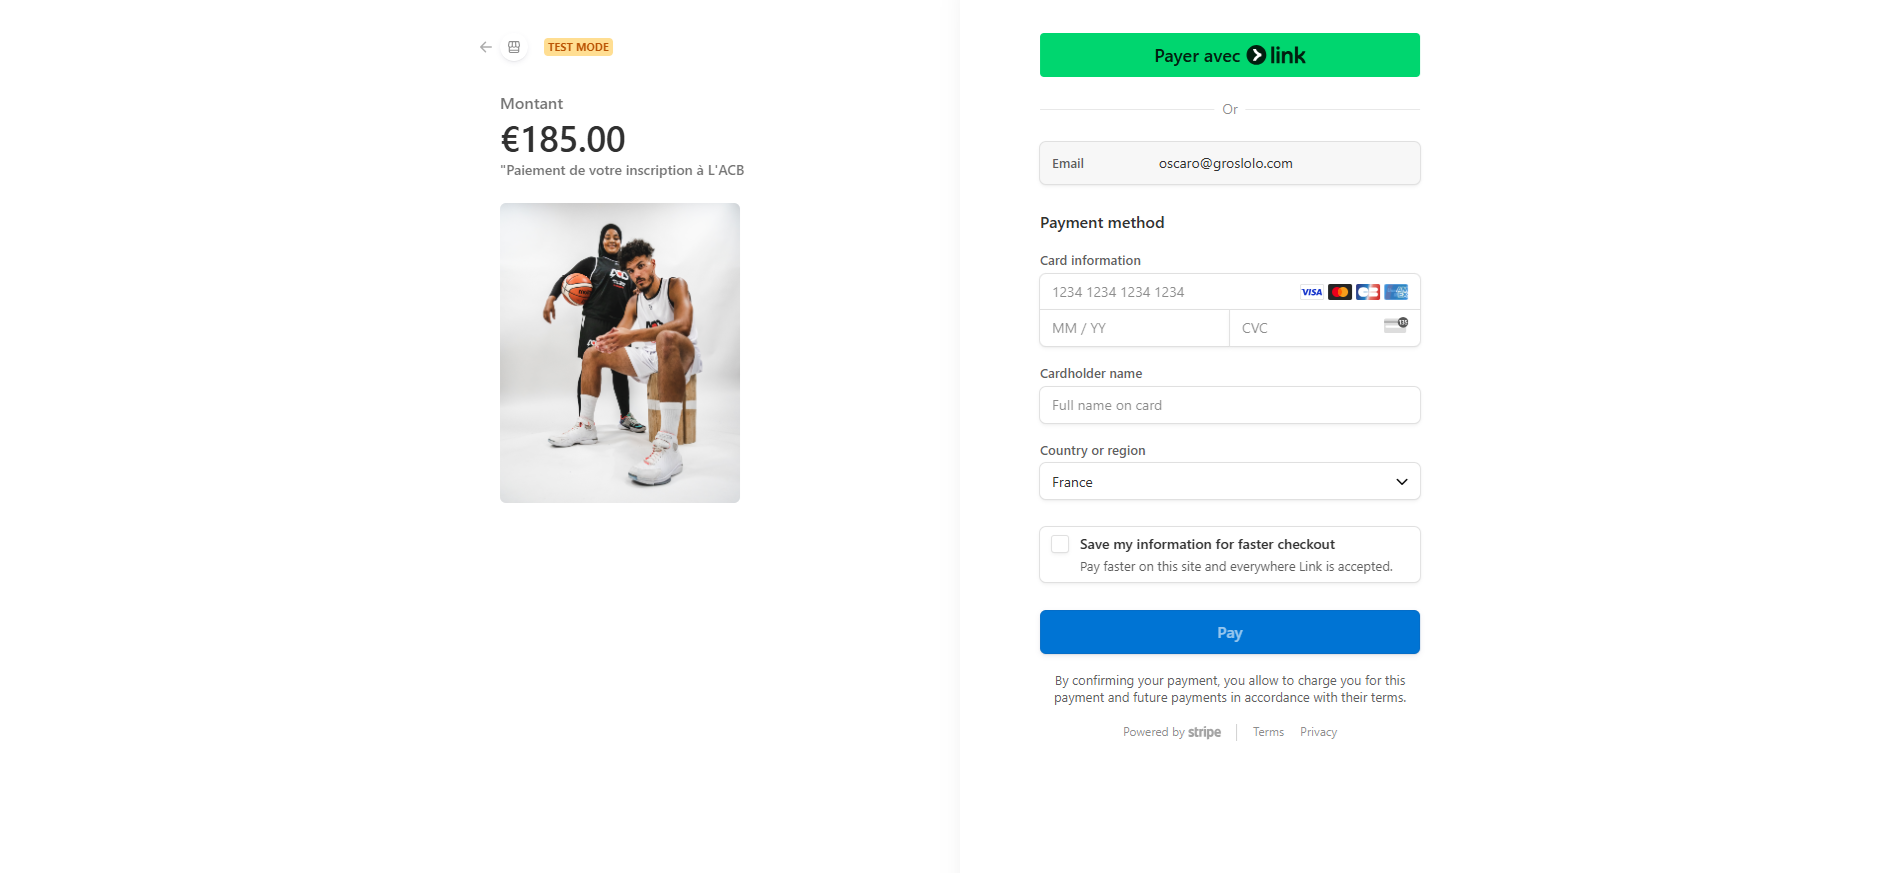 TEST MODE
Montant
€185.00
"Paiement de votre inscription à L'ACB
Payer avec link
Or
Email oscaro@groslolo.com
Payment method
Card information
1234 1234 1234 1234 VISA
MM / YY CVC
Cardholder name
Full name on card
Country or region
France
Save my information for faster checkout
Pay faster on this site and everywhere Link is accepted.
Pay
By confirming your payment, you allow to charge you for this
payment and future payments in accordance with their terms.
Powered by stripe Terms Privacy